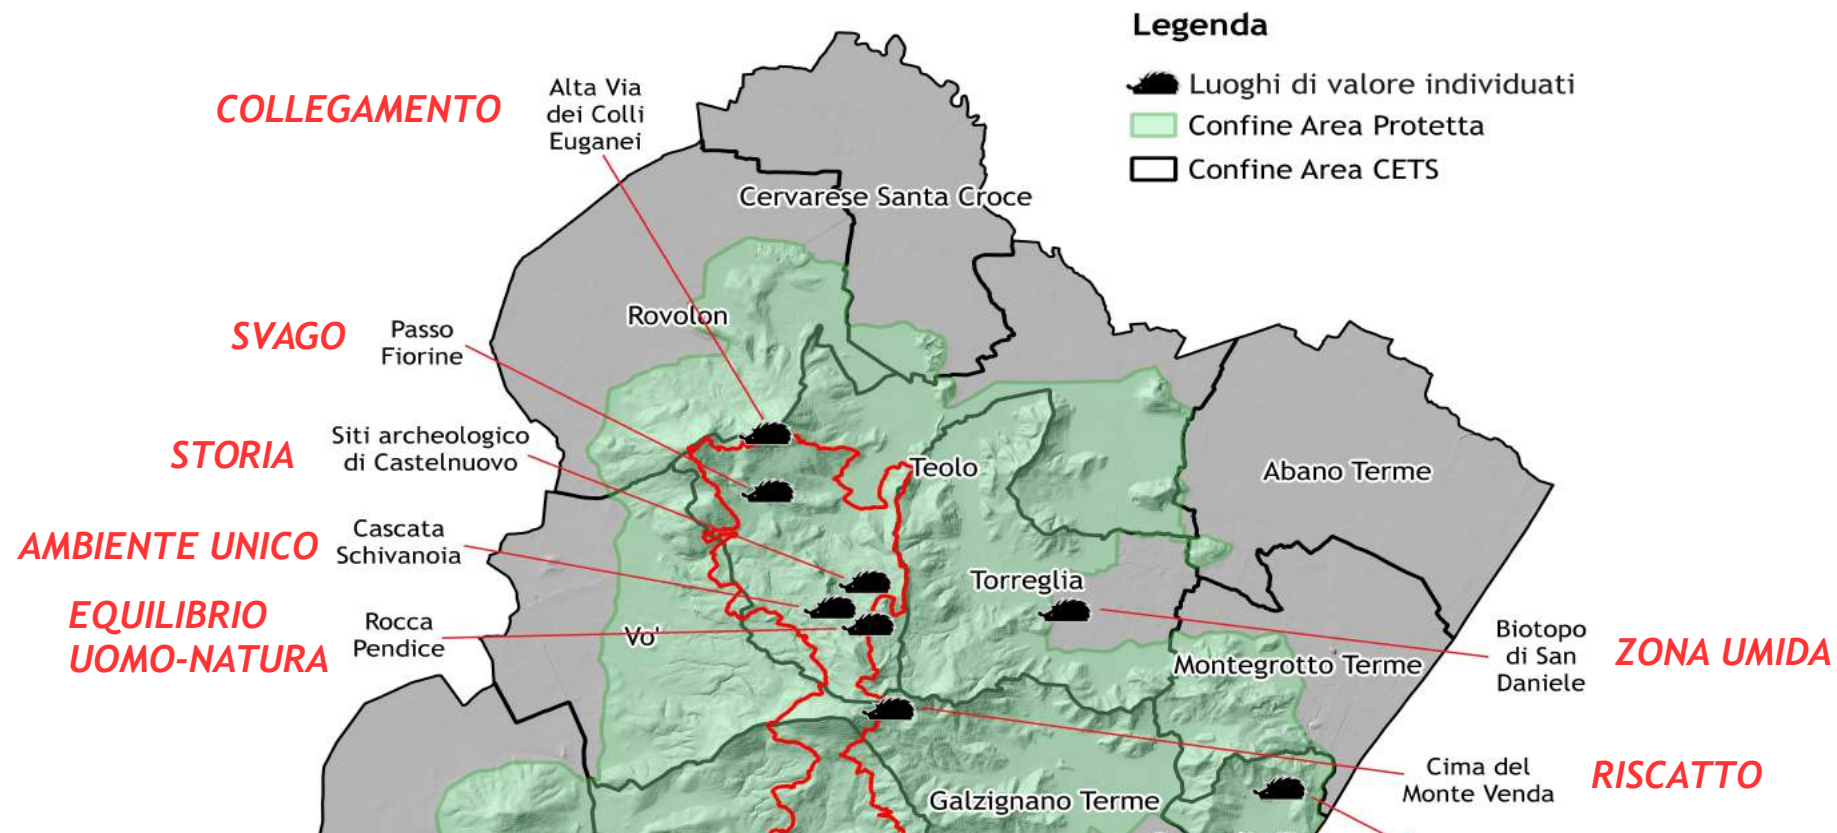 Legenda
Luoghi di valore individuati
Confine Area Protetta
Confine Area CETS
COLLEGAMENTO
Alta Via
dei Colli
Euganei
Cervarese Santa Croce
Rovolon
SVAGO
Passo
Fiorine
STORIA
Siti archeologico
di Castelnuovo
Teolo
Abano Terme
AMBIENTE UNICO
Cascata
Schivanoia
Torreglia
EQUILIBRIO
UOMO-NATURA
Rocca
Pendice
Vo'
Montegrotto Terme
Biotopo
di San
Daniele
ZONA UMIDA
Cima del
Monte Venda
RISCATTO
Galzignano Terme